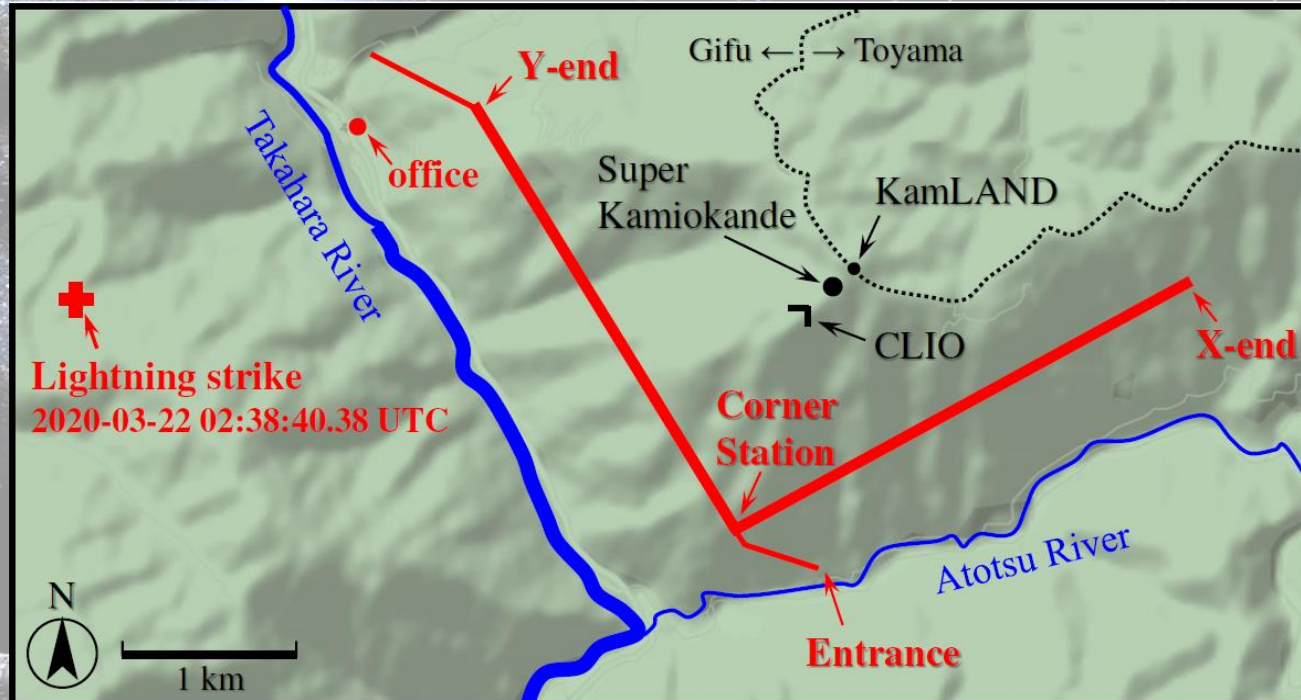 Gifu ← → Toyama
Y-end
Takahara River
office
Super
Kamiokande
KamLAND
CLIO
X-end
Lightning strike
2020-03-22 02:38:40.38 UTC
Corner
Station
Atotsu River
Entrance
N
1 km